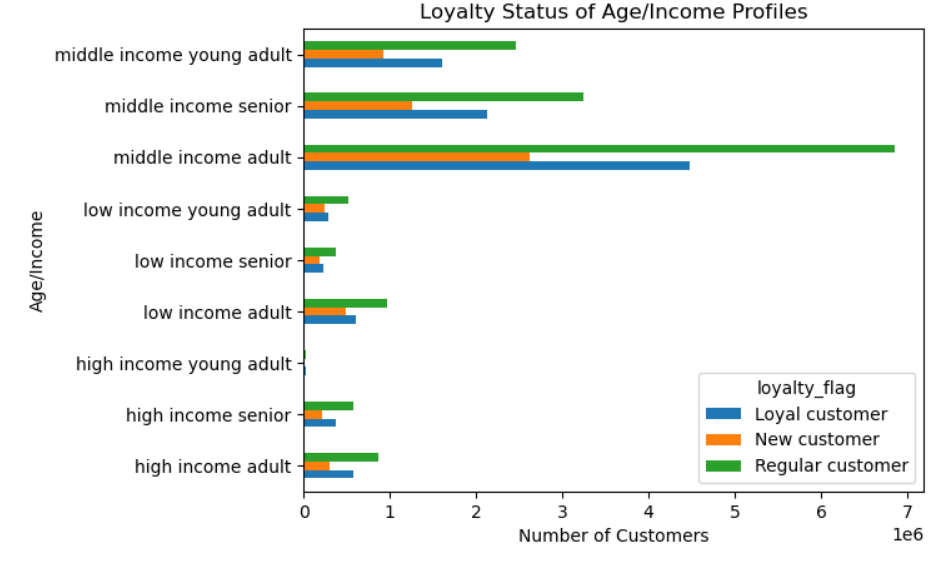 Loyalty Status of Age/Income Profiles
Age/Income
middle income young adult
middle income senior
middle income adult
low income young adult
low income senior
low income adult
high income young adult
high income senior
high income adult
loyalty_flag
Loyal customer
New customer
Regular customer
0 1 2 3 4 5 6 7
1e6
Number of Customers